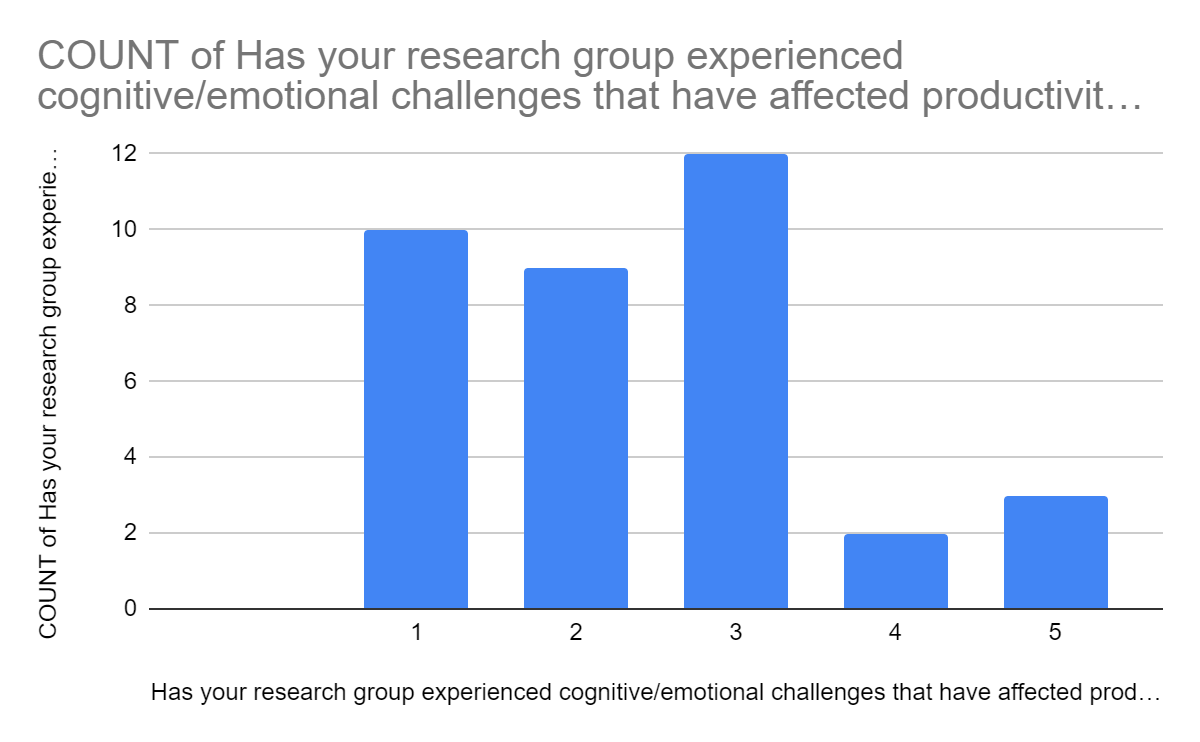 COUNT of Has your research group experienced
cognitive/emotional challenges that have affected productivit…
COUNT of Has your research group experie…
12
10
8
6
4
2
0
1 2 3 4 5
Has your research group experienced cognitive/emotional challenges that have affected prod…